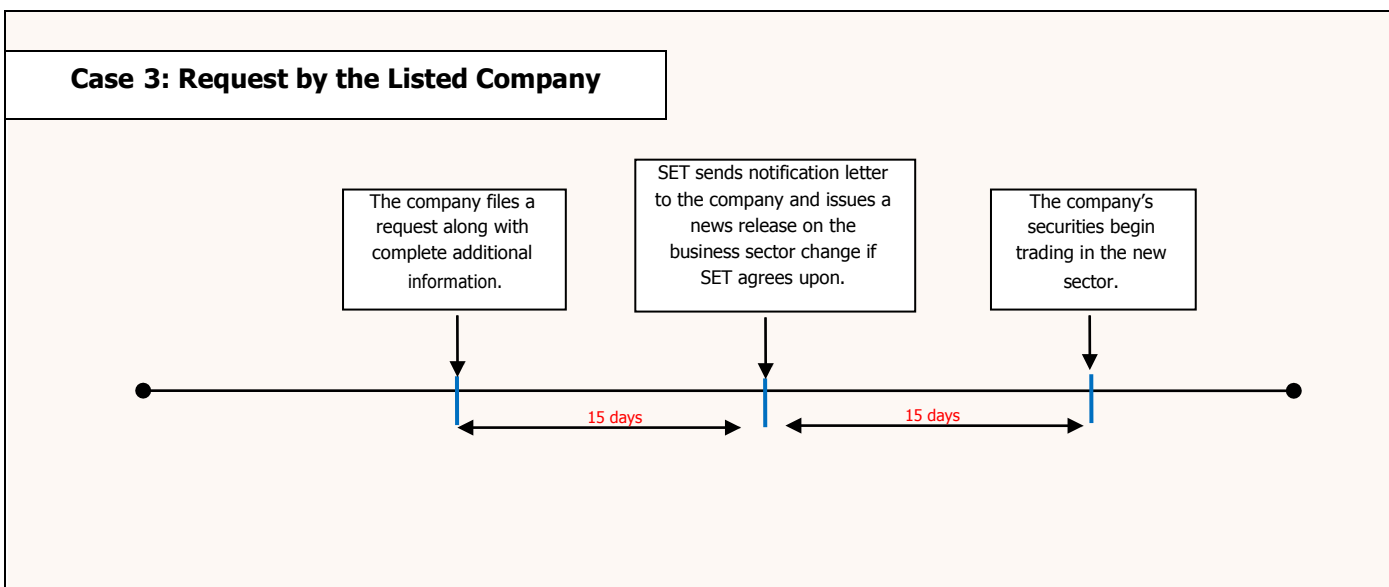 Case 3: Request by the Listed Company
The company files a
request along with
complete additional
information.
SET sends notification letter
to the company and issues a
news release on the
business sector change if
SET agrees upon.
The company’s
securities begin
trading in the new
sector.
15 days
15 days